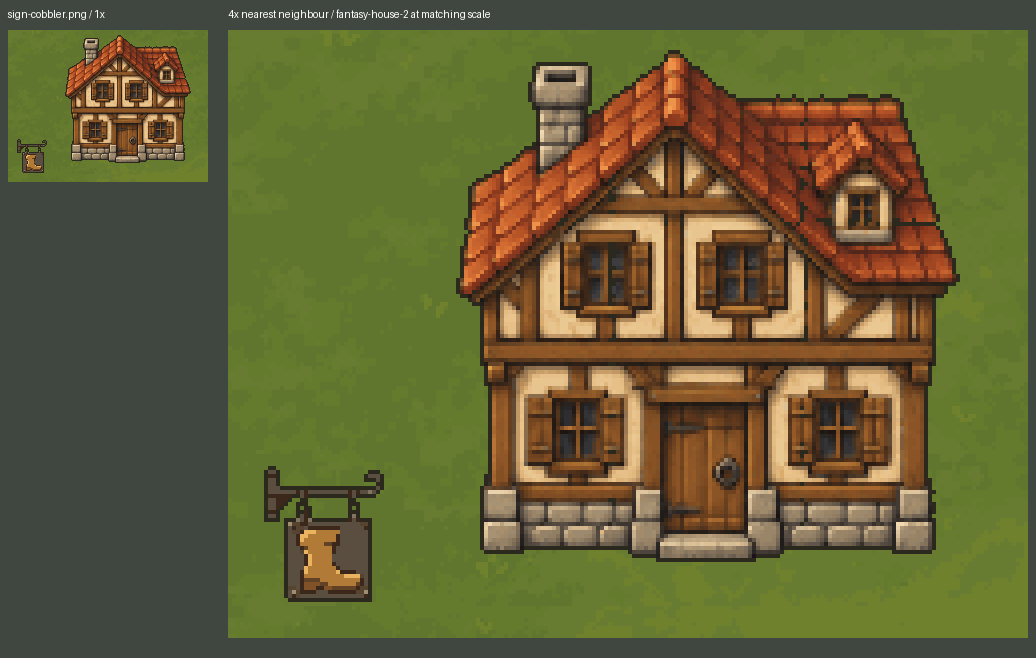 sign-cobbler.png / 1x
4x nearest neighbour / fantasy-house-2 at matching scale